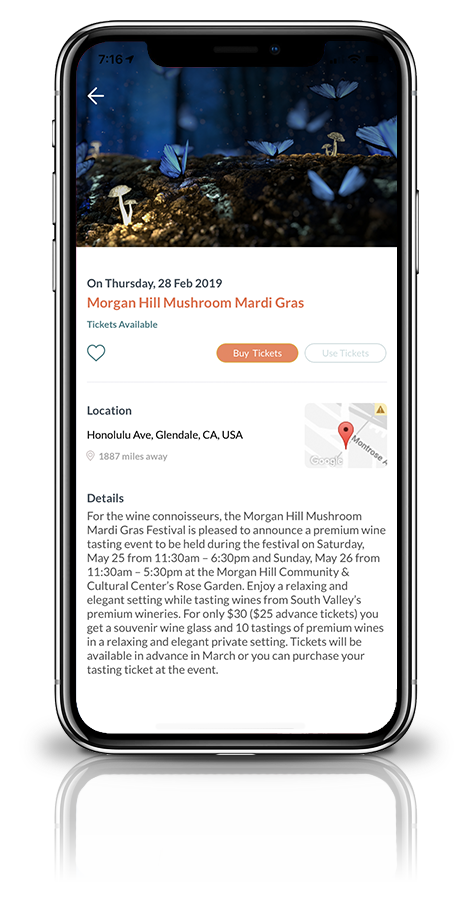 7:16
On Thursday, 28 Feb 2019
Morgan Hill Mushroom Mardi Gras
Tickets Available
Buy Tickets
Use Tickets
Location
Honolulu Ave, Glendale, CA, USA
1887 miles away
Google
Montrose A
Details
For the wine connoisseurs, the Morgan Hill Mushroom
Mardi Gras Festival is pleased to announce a premium wine
tasting event to be held during the festival on Saturday,
May 25 from 11:30am – 6:30pm and Sunday, May 26 from
11:30am – 5:30pm at the Morgan Hill Community &
Cultural Center's Rose Garden. Enjoy a relaxing and
elegant setting while tasting wines from South Valley's
premium wineries. For only $30 ($25 advance tickets) you
get a souvenir wine glass and 10 tastings of premium wines
in a relaxing and elegant private setting. Tickets will be
available in advance in March or you can purchase your
tasting ticket at the event.